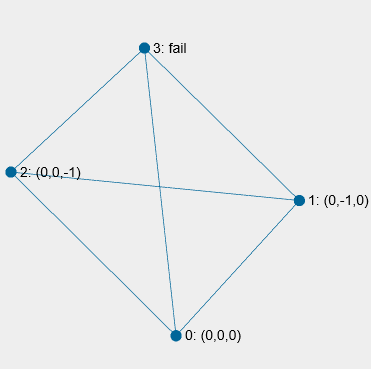 3: fail
2: (0,0,-1)
1: (0,-1,0)
0: (0,0,0)